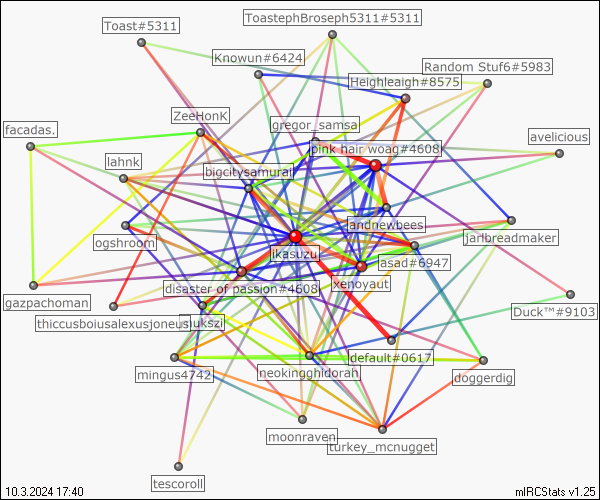 Toast#5311
ToastephBroseph5311#5311
Knowun#6424
Random Stuf6#5983
Heighleaigh#8575
ZeeHonK
gregor_samsa
facadas.
avelicious
pink hair woag#4608
lahnk
bigcitysamurai
andnewbees
ogshroom
jarlbreadmaker
jikasuzu
asad#6947
xenoyaut
disaster of passion#4608
gazpachoman
Duck™#9103
thiccusboiusalexusjoneus
sukszi
default#0617
neokingghidorah
mingus4742
doggerdig
moonraven
turkey_mcnugget
tescoroll
10.3.2024 17:40
mIRCStats v1.25